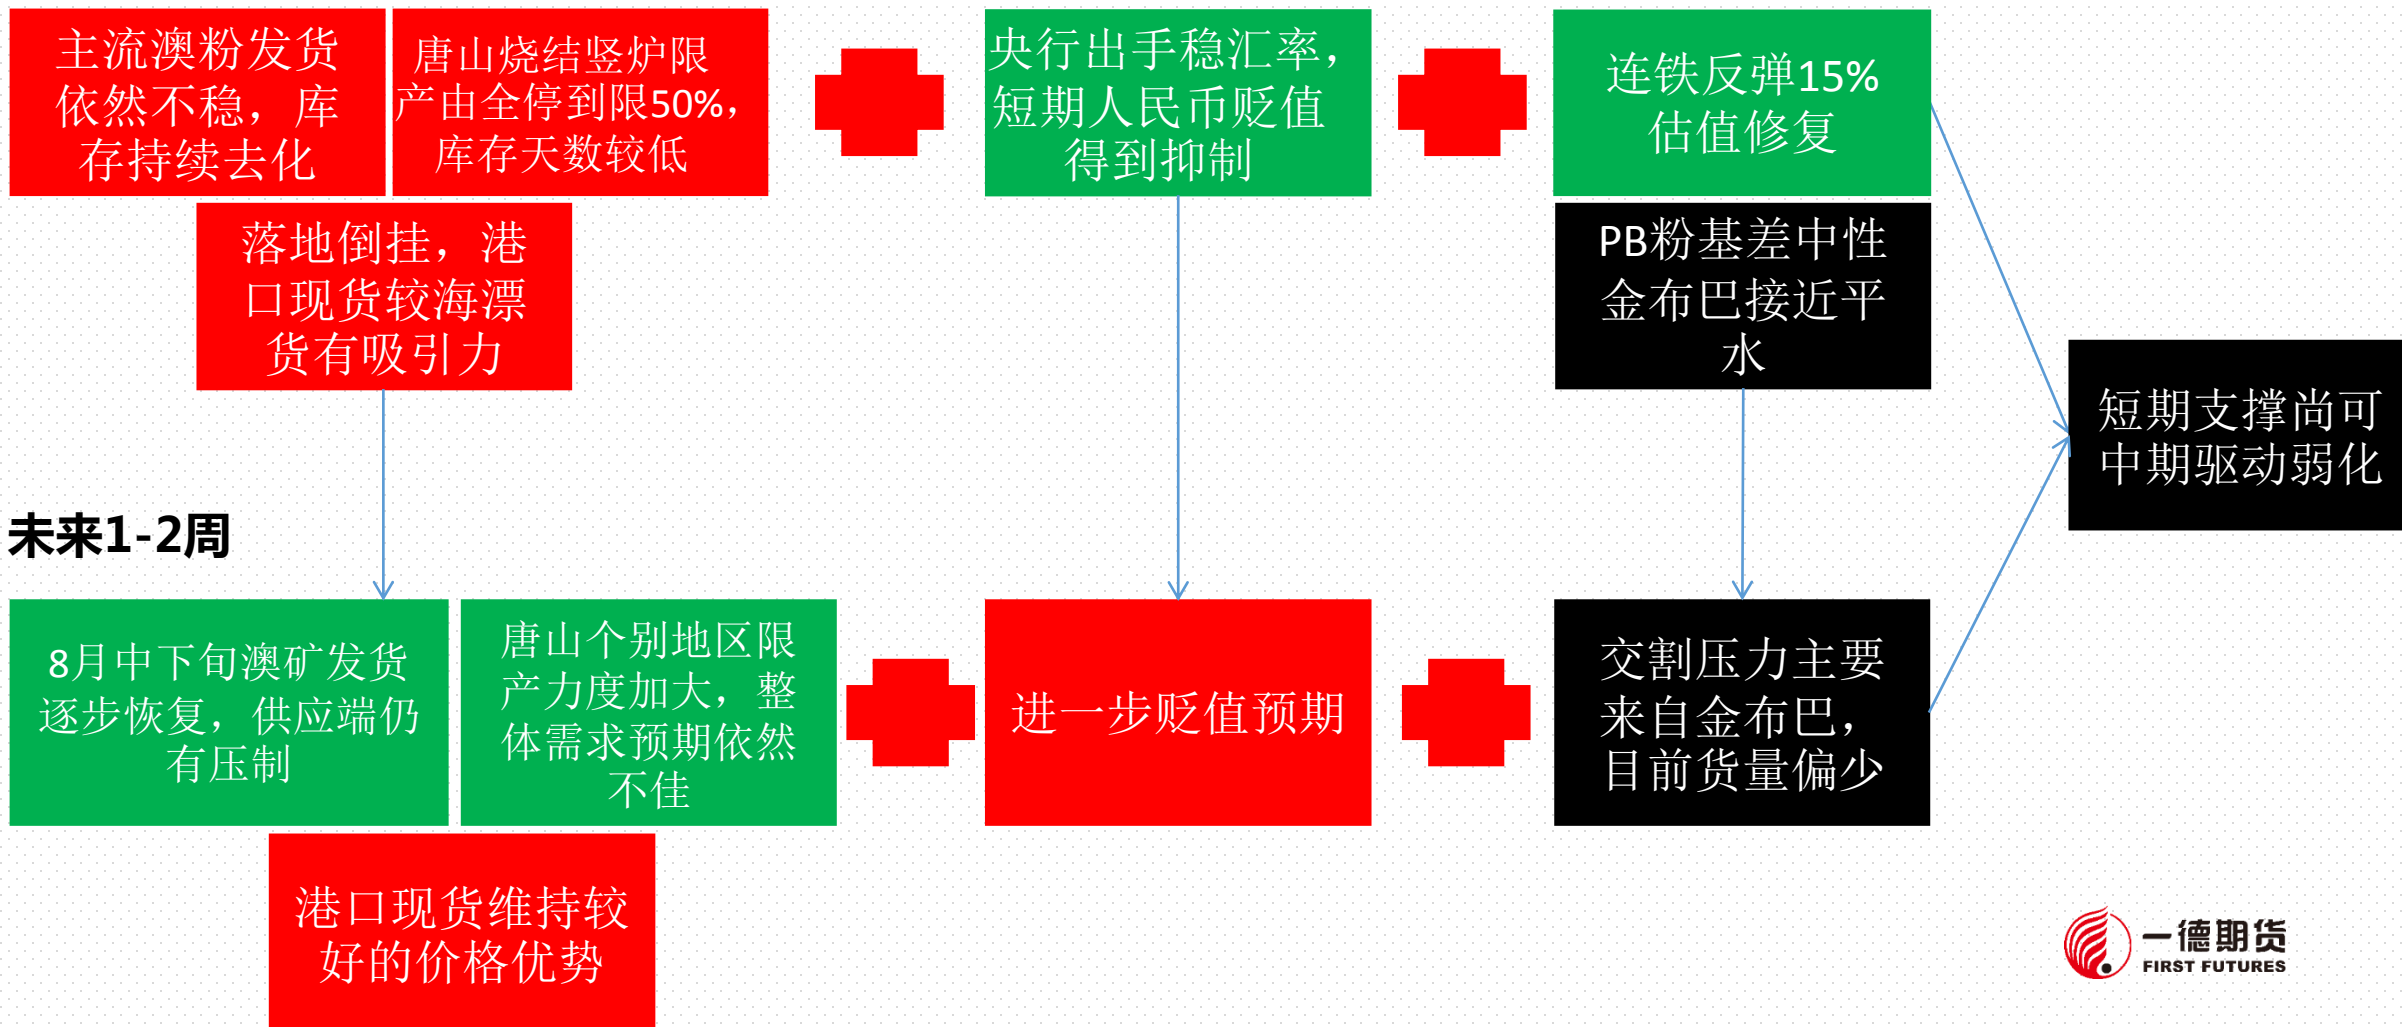 主流澳粉发货
依然不稳，库
存持续去化
唐山烧结竖炉限
产由全停到限50%，
库存天数较低
落地倒挂，港
口现货较海漂
货有吸引力
央行出手稳汇率，
短期人民币贬值
得到抑制
连铁反弹15%
估值修复
PB粉基差中性
金布巴接近平
水
短期支撑尚可
中期驱动弱化
未来1-2周
8月中下旬澳矿发货
逐步恢复，供应端仍
有压制
唐山个别地区限
产力度加大，整
体需求预期依然
不佳
港口现货维持较
好的价格优势
进一步贬值预期
交割压力主要
来自金布巴，
目前货量偏少
一德期货
FIRST FUTURES